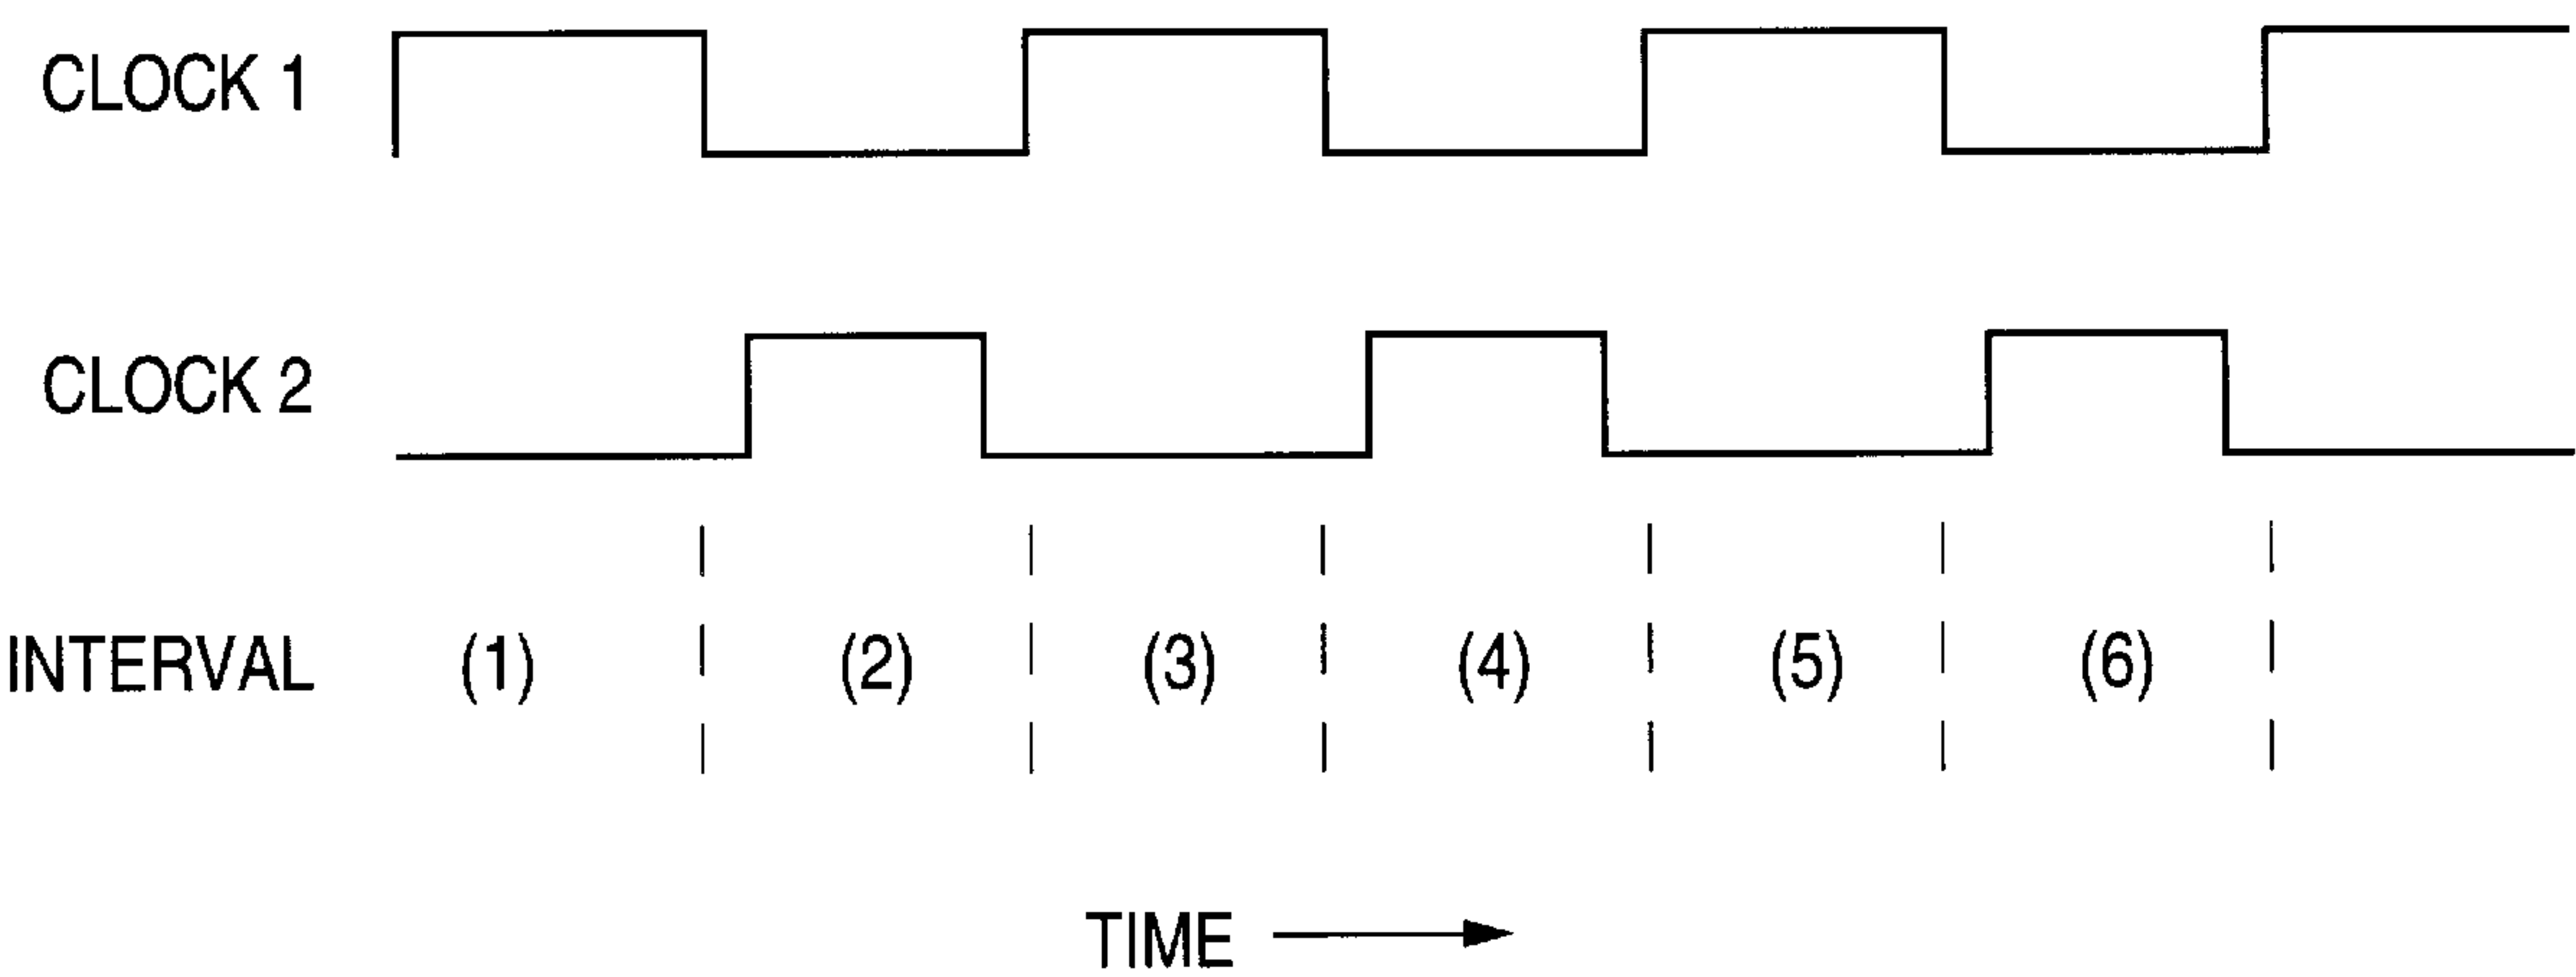 CLOCK 1
CLOCK 2
INTERVAL (1) (2) (3) (4) (5) (6)
TIME